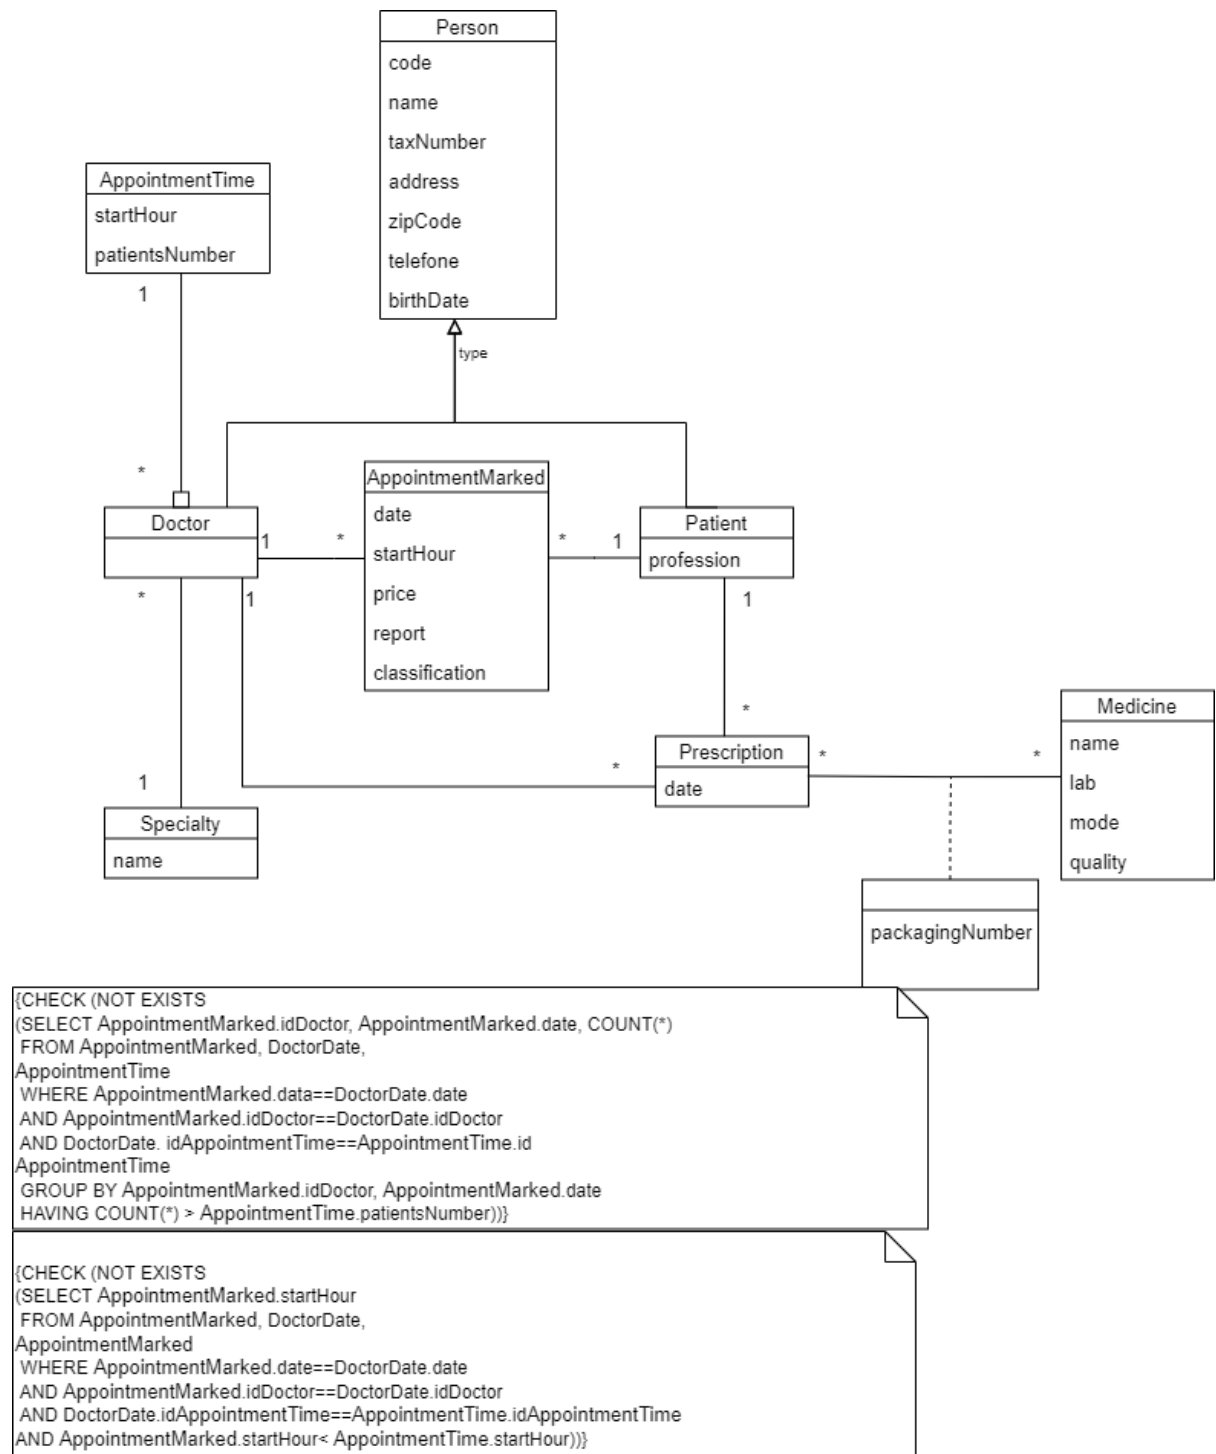 Person
code
name
taxNumber
address
zipCode
telefone
birthDate
type
AppointmentTime
startHour
patientsNumber
1
*
Doctor
1
*
AppointmentMarked
date
startHour
price
report
classification
*
1
Patient
profession
*
1
1
1
Specialty
name
*
*
Prescription
date
*
*
Medicine
name
lab
mode
quality
packagingNumber
{CHECK (NOT EXISTS
(SELECT AppointmentMarked.idDoctor, AppointmentMarked.date, COUNT(*)
FROM AppointmentMarked, DoctorDate,
AppointmentTime
WHERE AppointmentMarked.data==DoctorDate.date
AND AppointmentMarked.idDoctor==DoctorDate.idDoctor
AND DoctorDate. idAppointmentTime==AppointmentTime.id
AppointmentTime
GROUP BY AppointmentMarked.idDoctor, AppointmentMarked.date
HAVING COUNT(*) > AppointmentTime.patientsNumber))}
{CHECK (NOT EXISTS
(SELECT AppointmentMarked.startHour
FROM AppointmentMarked, DoctorDate,
AppointmentMarked
WHERE AppointmentMarked.date==DoctorDate.date
AND AppointmentMarked.idDoctor==DoctorDate.idDoctor
AND DoctorDate.idAppointmentTime==AppointmentTime.idAppointmentTime
AND AppointmentMarked.startHour< AppointmentTime.startHour))}